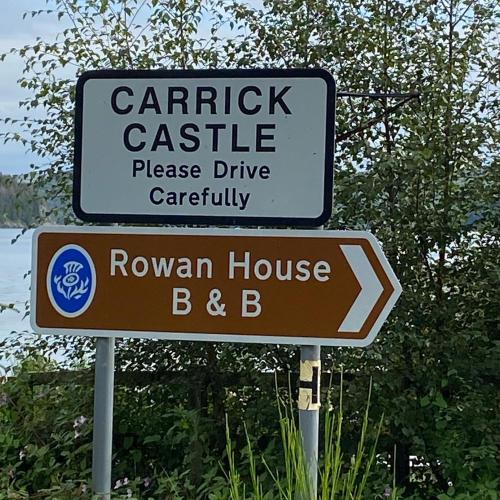 CARRICK
CASTLE
Please Drive
Carefully
Rowan House
B & B